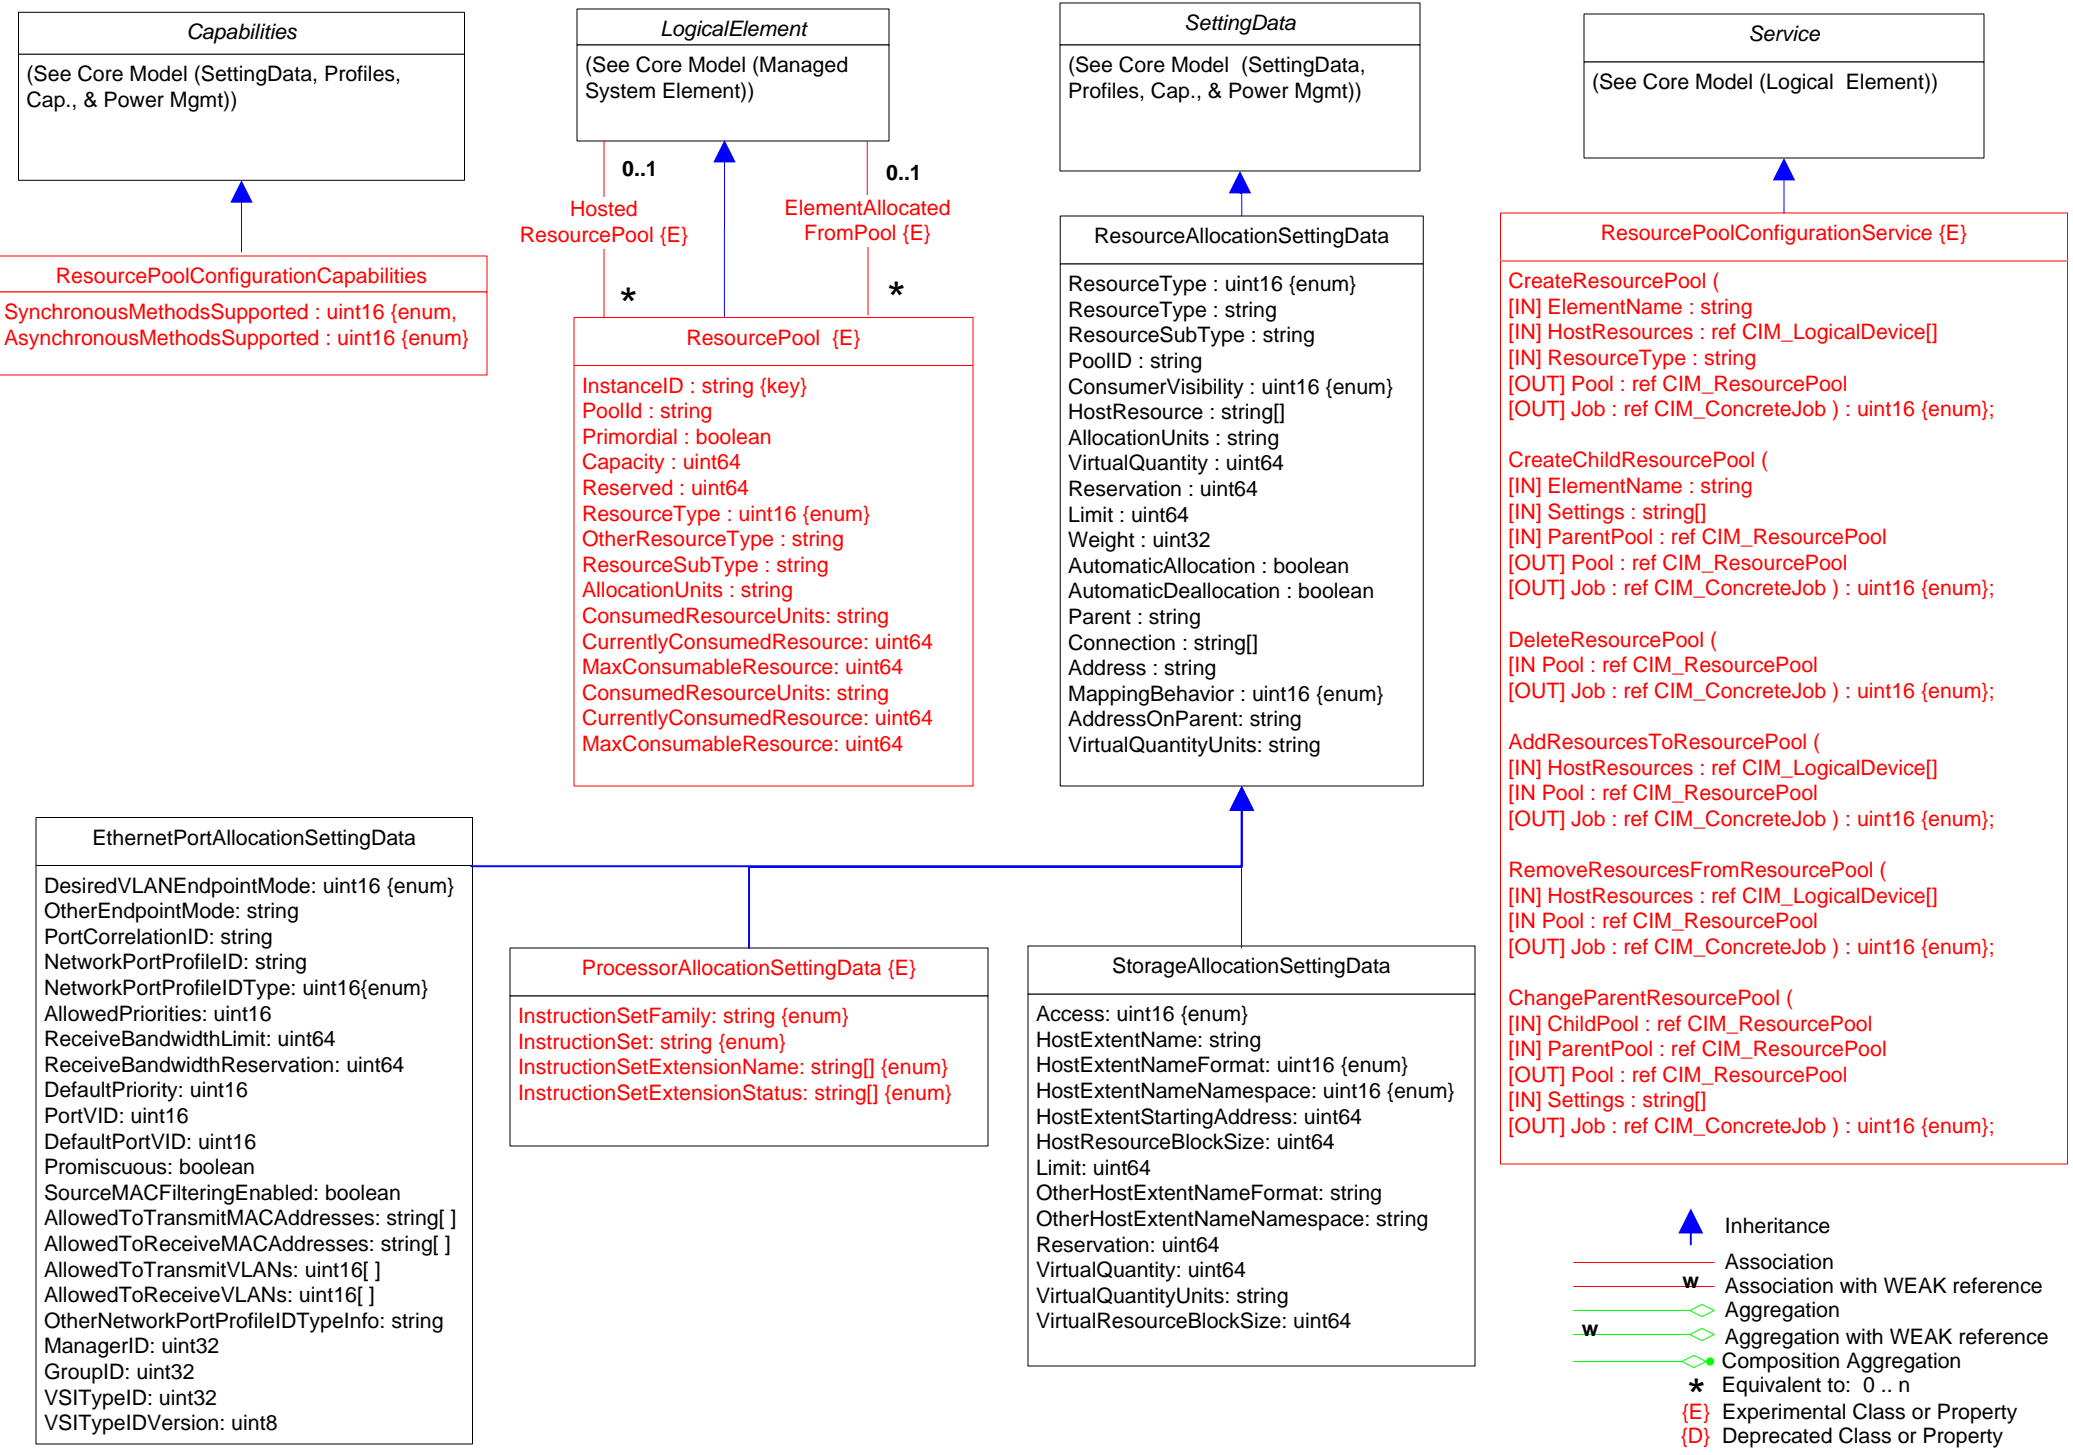 Capabilities
(See Core Model (SettingData, Profiles,
Cap., & Power Mgmt))
ResourcePoolConfigurationCapabilities
SynchronousMethodsSupported : uint16 {enum,
AsynchronousMethodsSupported : uint16 {enum}
LogicalElement
(See Core Model (Managed
System Element))
0..1
0..1
Hosted
ResourcePool {E}
ElementAllocated
FromPool {E}
*
*
ResourcePool {E}
InstanceID : string {key}
PoolId : string
Primordial : boolean
Capacity : uint64
Reserved : uint64
ResourceType : uint16 {enum}
OtherResourceType : string
ResourceSubType : string
AllocationUnits : string
ConsumedResourceUnits: string
CurrentlyConsumedResource: uint64
MaxConsumableResource: uint64
ConsumedResourceUnits: string
CurrentlyConsumedResource: uint64
MaxConsumableResource: uint64
SettingData
(See Core Model (SettingData,
Profiles, Cap., & Power Mgmt))
ResourceAllocationSettingData
ResourceType : uint16 {enum}
ResourceType : string
ResourceSubType : string
PoolID : string
ConsumerVisibility : uint16 {enum}
HostResource : string[]
AllocationUnits : string
VirtualQuantity : uint64
Reservation : uint64
Limit : uint64
Weight : uint32
AutomaticAllocation : boolean
AutomaticDeallocation : boolean
Parent : string
Connection : string[]
Address : string
MappingBehavior : uint16 {enum}
AddressOnParent: string
VirtualQuantityUnits: string
Service
(See Core Model (Logical Element))
ResourcePoolConfigurationService {E}
CreateResourcePool (
[IN] ElementName : string
[IN] HostResources : ref CIM_LogicalDevice[]
[IN] ResourceType : string
[OUT] Pool : ref CIM_ResourcePool
[OUT] Job : ref CIM_ConcreteJob ) : uint16 {enum};
CreateChildResourcePool (
[IN] ElementName : string
[IN] Settings : string[]
[IN] ParentPool : ref CIM_ResourcePool
[OUT] Pool : ref CIM_ResourcePool
[OUT] Job : ref CIM_ConcreteJob ) : uint16 {enum};
DeleteResourcePool (
[IN Pool : ref CIM_ResourcePool
[OUT] Job : ref CIM_ConcreteJob ) : uint16 {enum};
AddResourcesToResourcePool (
[IN] HostResources : ref CIM_LogicalDevice[]
[IN Pool : ref CIM_ResourcePool
[OUT] Job : ref CIM_ConcreteJob ) : uint16 {enum};
RemoveResourcesFromResourcePool (
[IN] HostResources : ref CIM_LogicalDevice[]
[IN Pool : ref CIM_ResourcePool
[OUT] Job : ref CIM_ConcreteJob ) : uint16 {enum};
ChangeParentResourcePool (
[IN] ChildPool : ref CIM_ResourcePool
[IN] ParentPool : ref CIM_ResourcePool
[OUT] Pool : ref CIM_ResourcePool
[IN] Settings : string[]
[OUT] Job : ref CIM_ConcreteJob ) : uint16 {enum};
EthernetPortAllocationSettingData
DesiredVLANEndpointMode: uint16 {enum}
OtherEndpointMode: string
PortCorrelationID: string
NetworkPortProfileID: string
NetworkPortProfileIDType: uint16{enum}
AllowedPriorities: uint16
ReceiveBandwidthLimit: uint64
ReceiveBandwidthReservation: uint64
DefaultPriority: uint16
PortVID: uint16
DefaultPortVID: uint16
Promiscuous: boolean
SourceMACFilteringEnabled: boolean
AllowedToTransmitMACAddresses: string[ ]
AllowedToReceiveMACAddresses: string[ ]
AllowedToTransmitVLANs: uint16[ ]
AllowedToReceiveVLANs: uint16[ ]
OtherNetworkPortProfileIDTypeInfo: string
ManagerID: uint32
GroupID: uint32
VSITypeID: uint32
VSITypeIDVersion: uint8
ProcessorAllocationSettingData {E}
InstructionSetFamily: string {enum}
InstructionSet: string {enum}
InstructionSetExtensionName: string[] {enum}
InstructionSetExtensionStatus: string[] {enum}
StorageAllocationSettingData
Access: uint16 {enum}
HostExtentName: string
HostExtentNameFormat: uint16 {enum}
HostExtentNameNamespace: uint16 {enum}
HostExtentStartingAddress: uint64
HostResourceBlockSize: uint64
Limit: uint64
OtherHostExtentNameFormat: string
OtherHostExtentNameNamespace: string
Reservation: uint64
VirtualQuantity: uint64
VirtualQuantityUnits: string
VirtualResourceBlockSize: uint64
Inheritance
Association
w Association with WEAK reference
Aggregation
w Aggregation with WEAK reference
Composition Aggregation
* Equivalent to: 0 .. n
{E} Experimental Class or Property
{D} Deprecated Class or Property